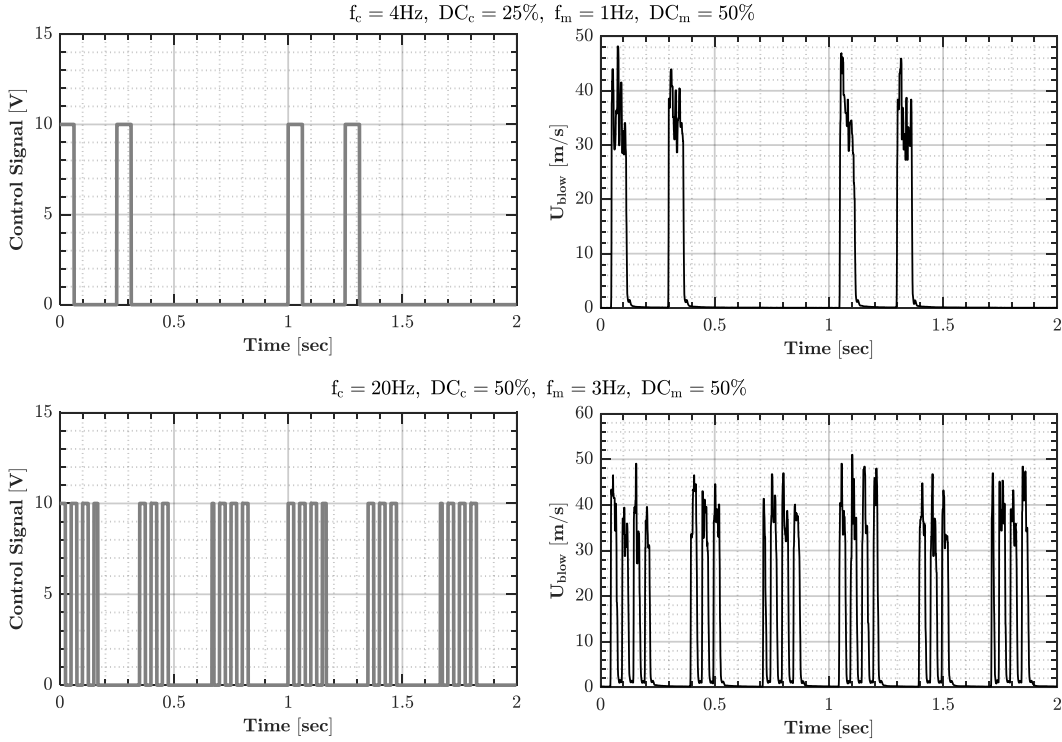 f_c = 4Hz, DC_c = 25%, f_m = 1Hz, DC_m = 50%
15
10
5
0
Control Signal [V]
0 0.5 1 1.5 2
Time [sec]
50
40
30
20
10
0
U_blow [m/s]
0 0.5 1 1.5 2
Time [sec]
f_c = 20Hz, DC_c = 50%, f_m = 3Hz, DC_m = 50%
15
10
5
0
Control Signal [V]
0 0.5 1 1.5 2
Time [sec]
60
50
40
30
20
10
0
U_blow [m/s]
0 0.5 1 1.5 2
Time [sec]